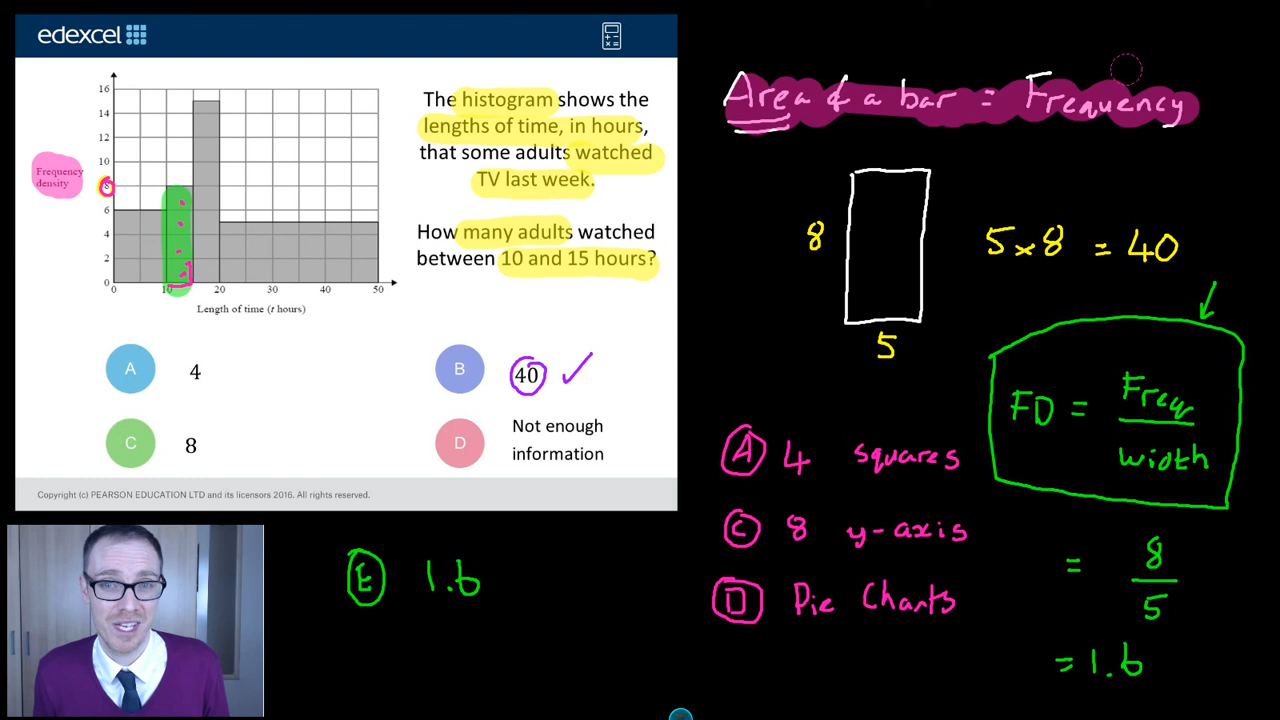 edexcel
16
14
12
10
8
6
4
2
0
Frequency
density
0
10
20
30
40
50
Length of time (t hours)
The histogram shows the
lengths of time, in hours,
that some adults watched
TV last week.
How many adults watched
between 10 and 15 hours?
A
4
B
40
C
8
D
Not enough
information
Copyright (c) PEARSON EDUCATION LTD and its licensors 2016. All rights reserved.
Area of a bar = Frequency
8
5
5 x 8 = 40
FD = Freq
width
= 8
5
= 1.6
A 4 squares
C 8 y-axis
D Pie Charts
E 1.6